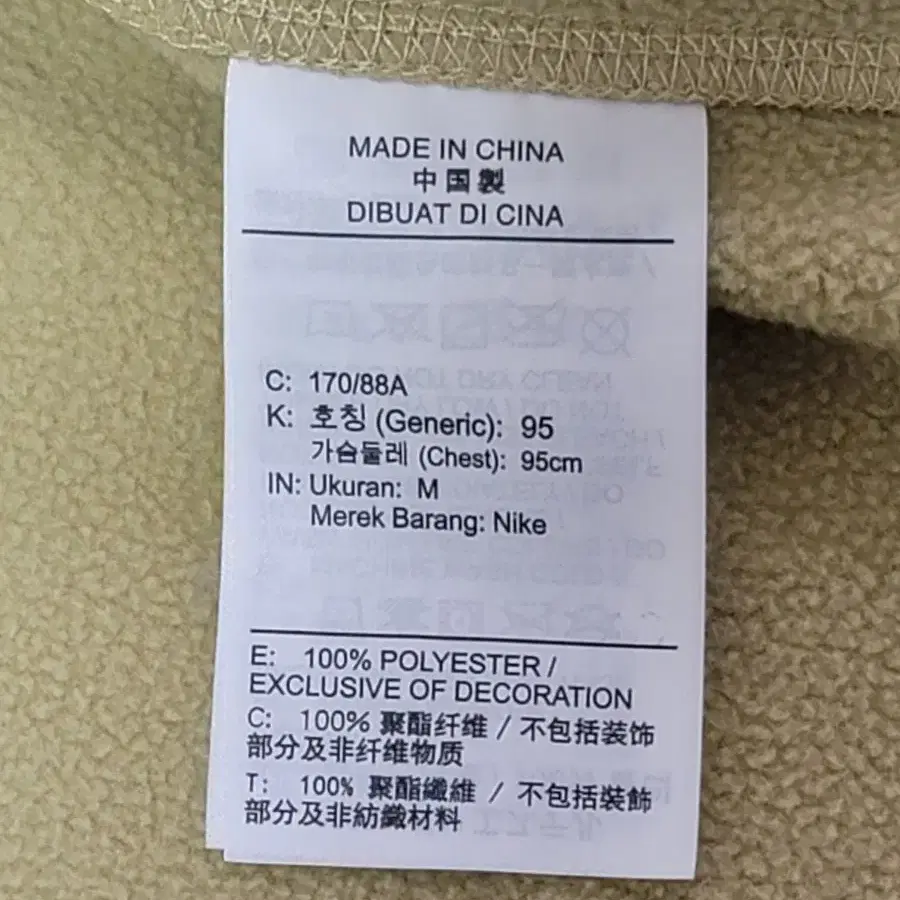 MADE IN CHINA
中国製
DIBUAT DI CINA
C: 170/88A
K: 호칭 (Generic): 95
가슴둘레 (Chest): 95cm
IN: Ukuran: M
Merek Barang: Nike
E: 100% POLYESTER /
EXCLUSIVE OF DECORATION
C: 100% 聚酯纤维 / 不包括装饰
部分及非纤维物质
T: 100% 聚酯纖維 / 不包括裝飾
部分及非紡織材料